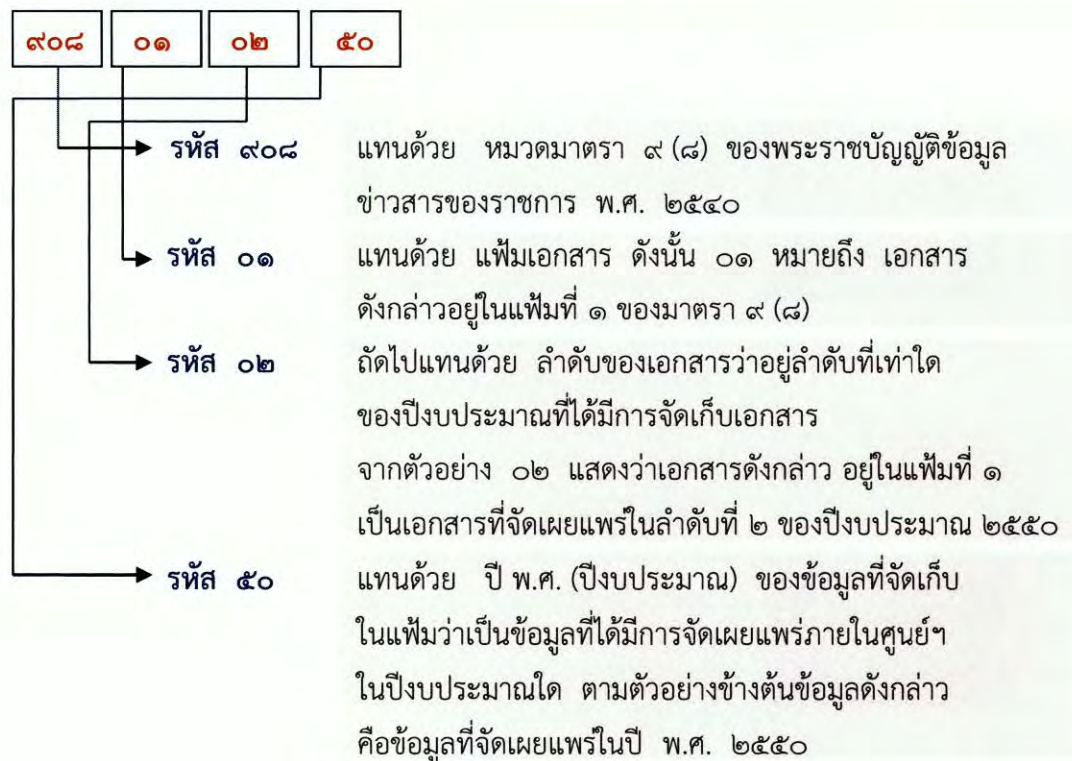 ๙๐๘ ๐๑ ๐๒ ๕๐
รหัส ๙๐๘ แทนด้วย หมวดมาตรา ๙ (๘) ของพระราชบัญญัติข้อมูล
ข่าวสารของราชการ พ.ศ. ๒๕๔๐
รหัส ๐๑ แทนด้วย แฟ้มเอกสาร ดังนั้น ๐๑ หมายถึง เอกสาร
ดังกล่าวอยู่ในแฟ้มที่ ๑ ของมาตรา ๙ (๘)
รหัส ๐๒ ถัดไปแทนด้วย ลำดับของเอกสารว่าอยู่ลำดับที่เท่าใด
ของปีงบประมาณที่ได้มีการจัดเก็บเอกสาร
จากตัวอย่าง ๐๒ แสดงว่าเอกสารดังกล่าว อยู่ในแฟ้มที่ ๑
เป็นเอกสารที่จัดเผยแพร่ในลำดับที่ ๒ ของปีงบประมาณ ๒๕๕๐
รหัส ๕๐ แทนด้วย ปี พ.ศ. (ปีงบประมาณ) ของข้อมูลที่จัดเก็บ
ในแฟ้มว่าเป็นข้อมูลที่ได้มีการจัดเผยแพร่ภายในศูนย์ฯ
ในปีงบประมาณใด ตามตัวอย่างข้างต้นข้อมูลดังกล่าว
คือข้อมูลที่จัดเผยแพร่ในปี พ.ศ. ๒๕๕๐